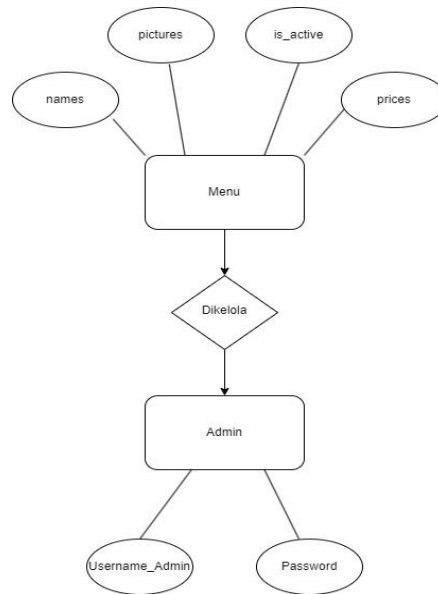 pictures
is_active
names
prices
Menu
Dikelola
Admin
Username_Admin
Password